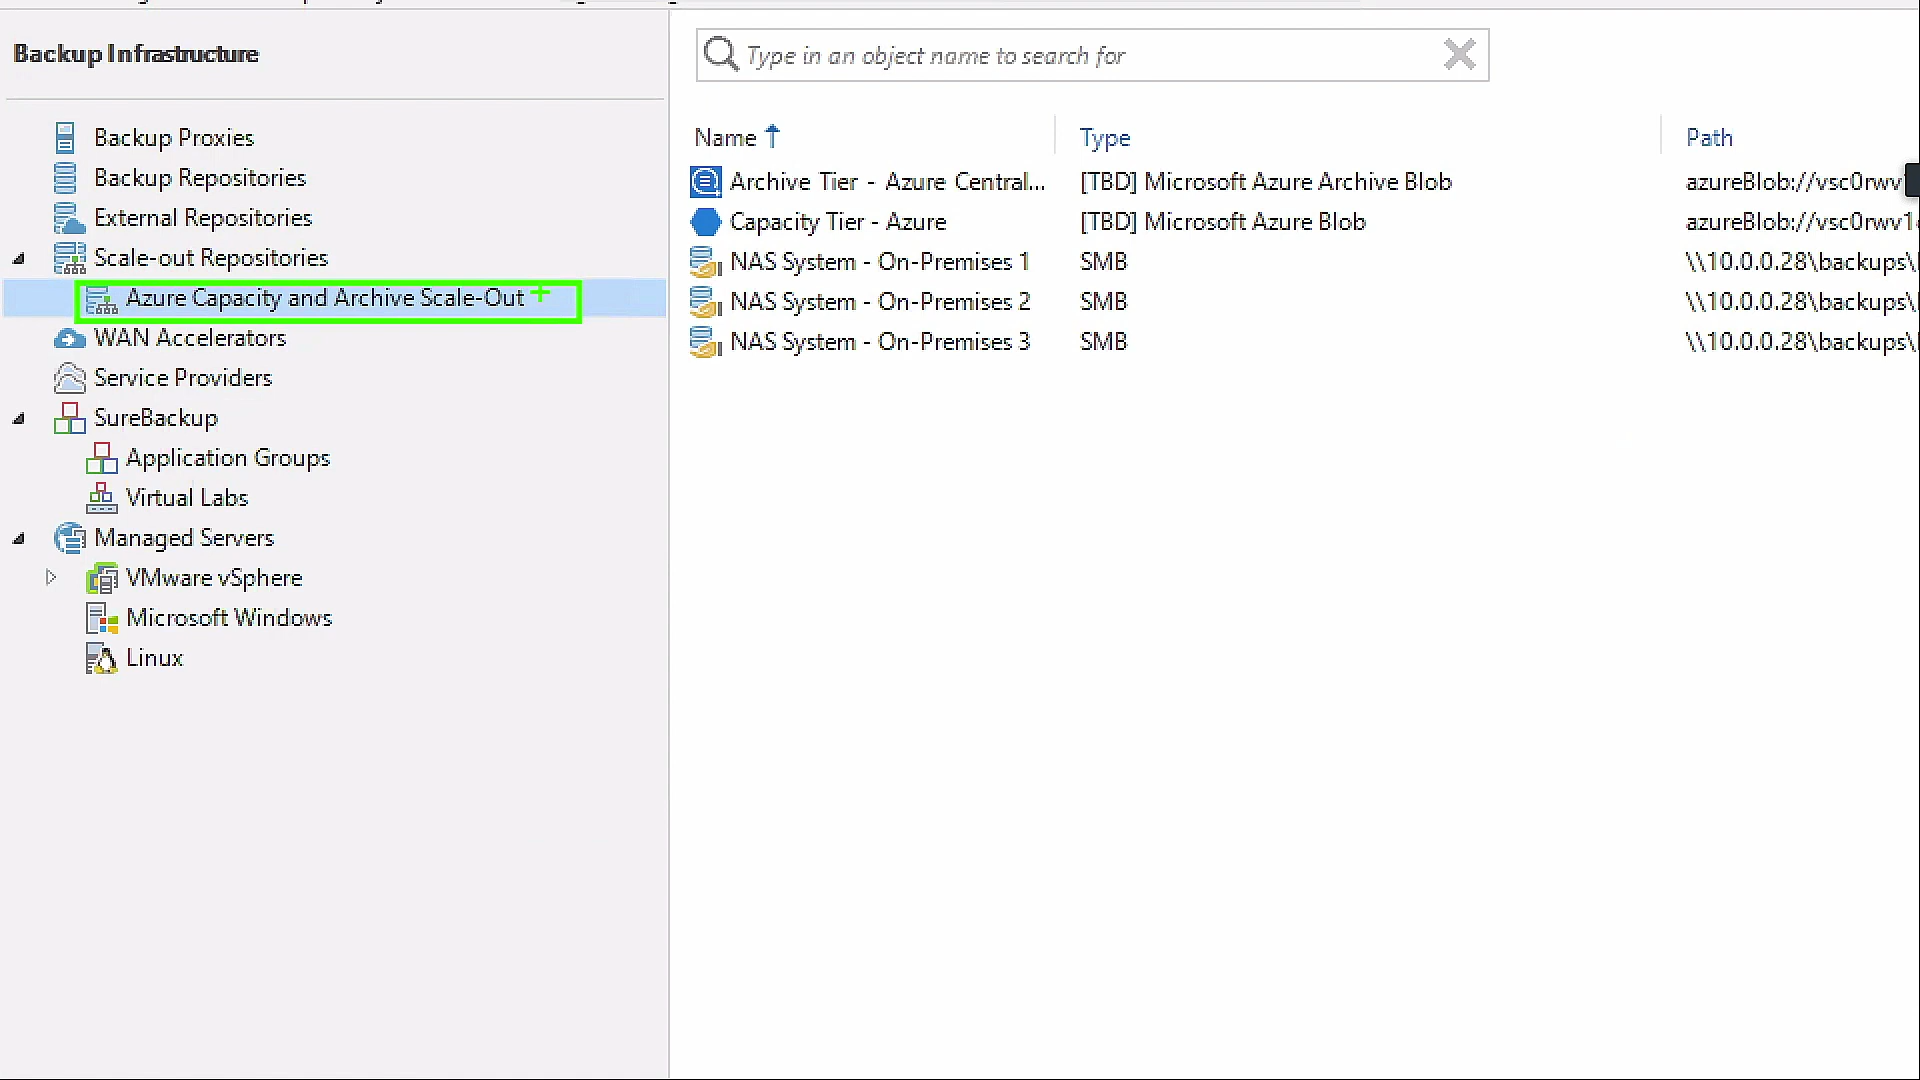 Backup Infrastructure
Type in an object name to search for
Backup Proxies
Backup Repositories
External Repositories
Scale-out Repositories
Azure Capacity and Archive Scale-Out
WAN Accelerators
Service Providers
SureBackup
Application Groups
Virtual Labs
Managed Servers
VMware vSphere
Microsoft Windows
Linux
Name Type Path
Archive Tier - Azure Central... [TBD] Microsoft Azure Archive Blob azureBlob://vsc0rwv1
Capacity Tier - Azure [TBD] Microsoft Azure Blob azureBlob://vsc0rwv1
NAS System - On-Premises 1 SMB \\10.0.0.28\backups\
NAS System - On-Premises 2 SMB \\10.0.0.28\backups\
NAS System - On-Premises 3 SMB \\10.0.0.28\backups\